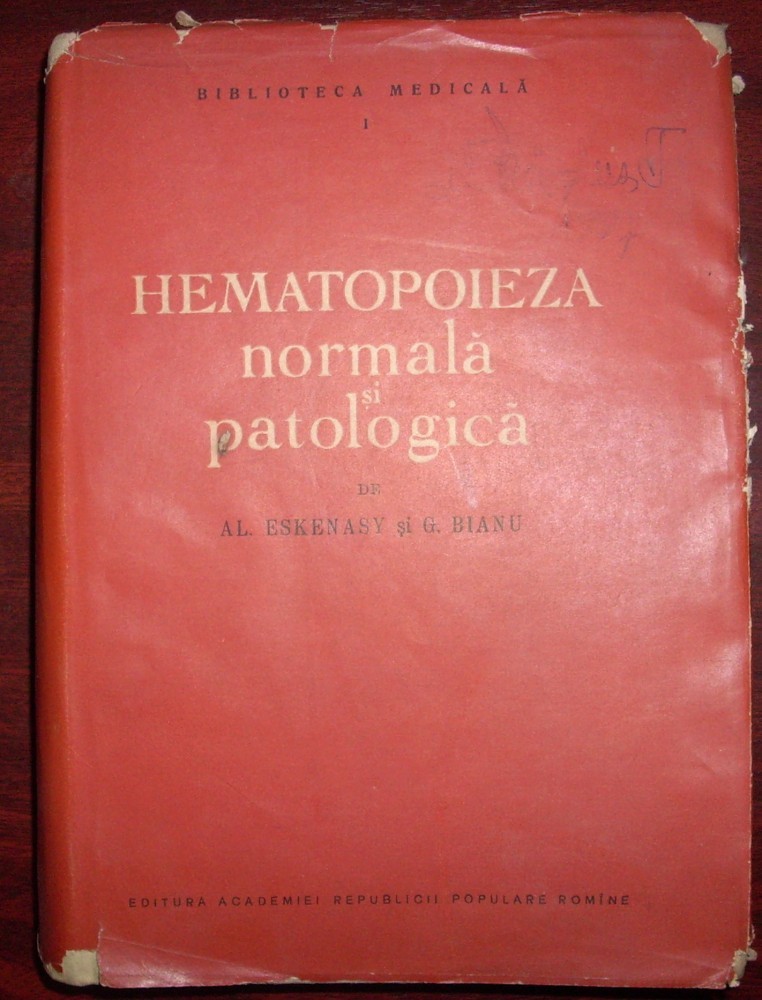 BIBLIOTECA MEDICALĂ
I
HEMATOPOIEZA
normală
și
patologică
DE
AL. ESKENASY și G. BIANU
EDITURA ACADEMIEI REPUBLICII POPULARE ROMÎNE